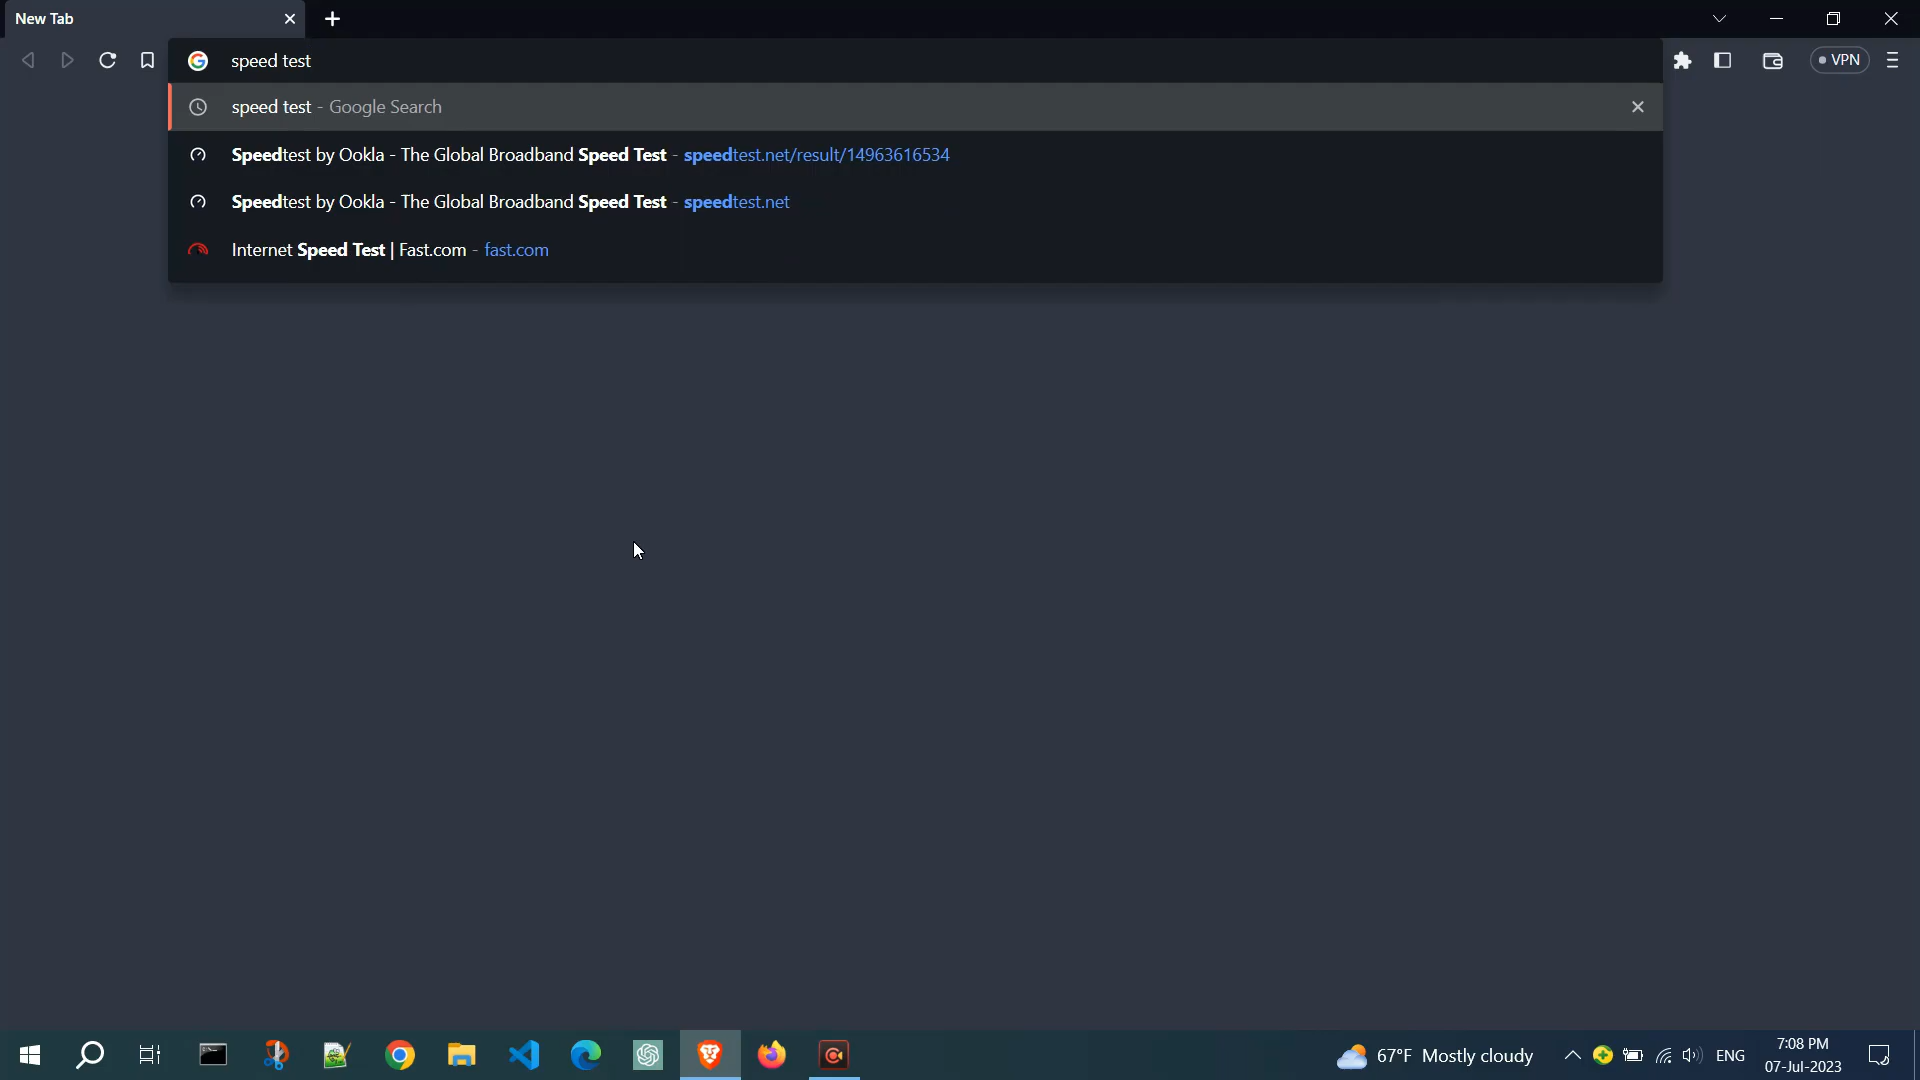 New Tab
speed test
VPN
speed test - Google Search
Speedtest by Ookla - The Global Broadband Speed Test - speedtest.net/result/14963616534
Speedtest by Ookla - The Global Broadband Speed Test - speedtest.net
Internet Speed Test | Fast.com - fast.com
67°F Mostly cloudy
ENG
7:08 PM
07-Jul-2023